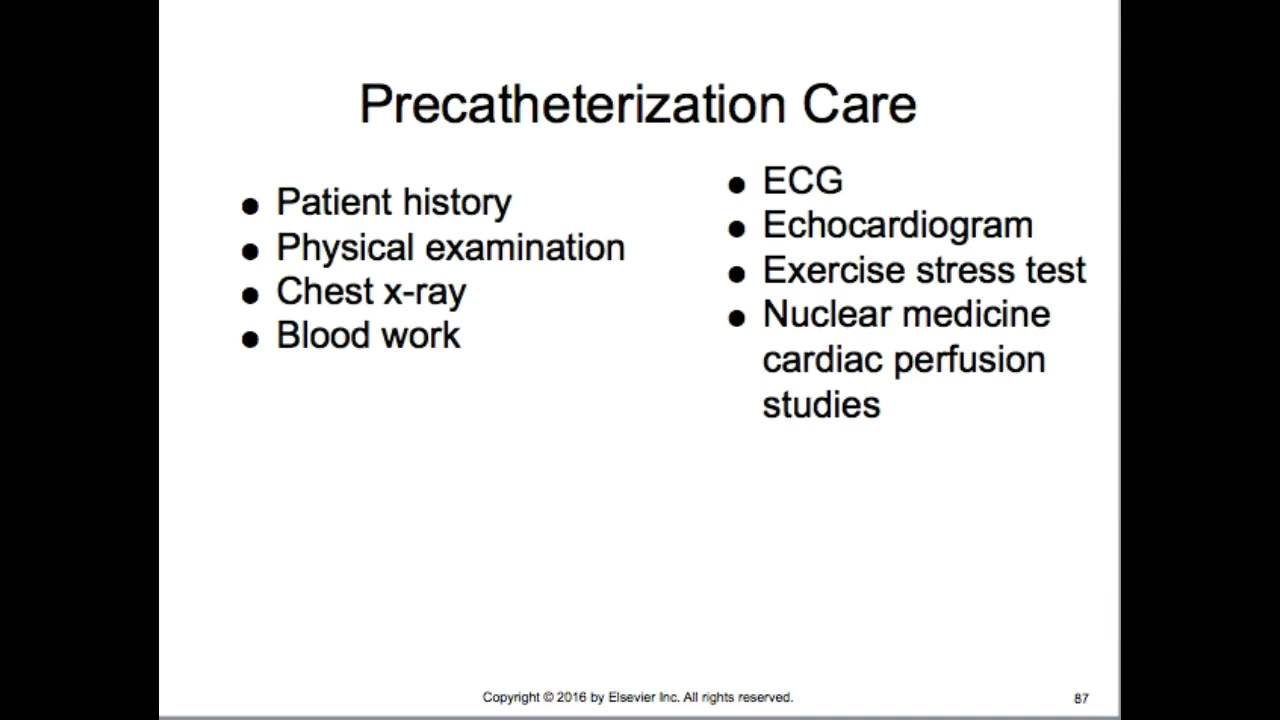 Precatheterization Care
● Patient history
● Physical examination
● Chest x-ray
● Blood work
● ECG
● Echocardiogram
● Exercise stress test
● Nuclear medicine
cardiac perfusion
studies
Copyright © 2016 by Elsevier Inc. All rights reserved.
87